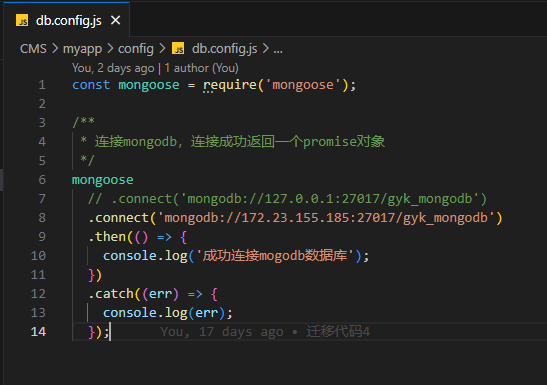 JS db.config.js ×
CMS > myapp > config > JS db.config.js > ...
You, 2 days ago | 1 author (You)
1 const mongoose = require('mongoose');
2
3 /**
4 * 连接mongodb, 连接成功返回一个promise对象
5 */
6 mongoose
7 // .connect('mongodb://127.0.0.1:27017/gyk_mongodb')
8 .connect('mongodb://172.23.155.185:27017/gyk_mongodb')
9 .then(() => {
10 console.log('成功连接mogodb数据库');
11 })
12 .catch((err) => {
13 console.log(err);
14 }); You, 17 days ago • 迁移代码4